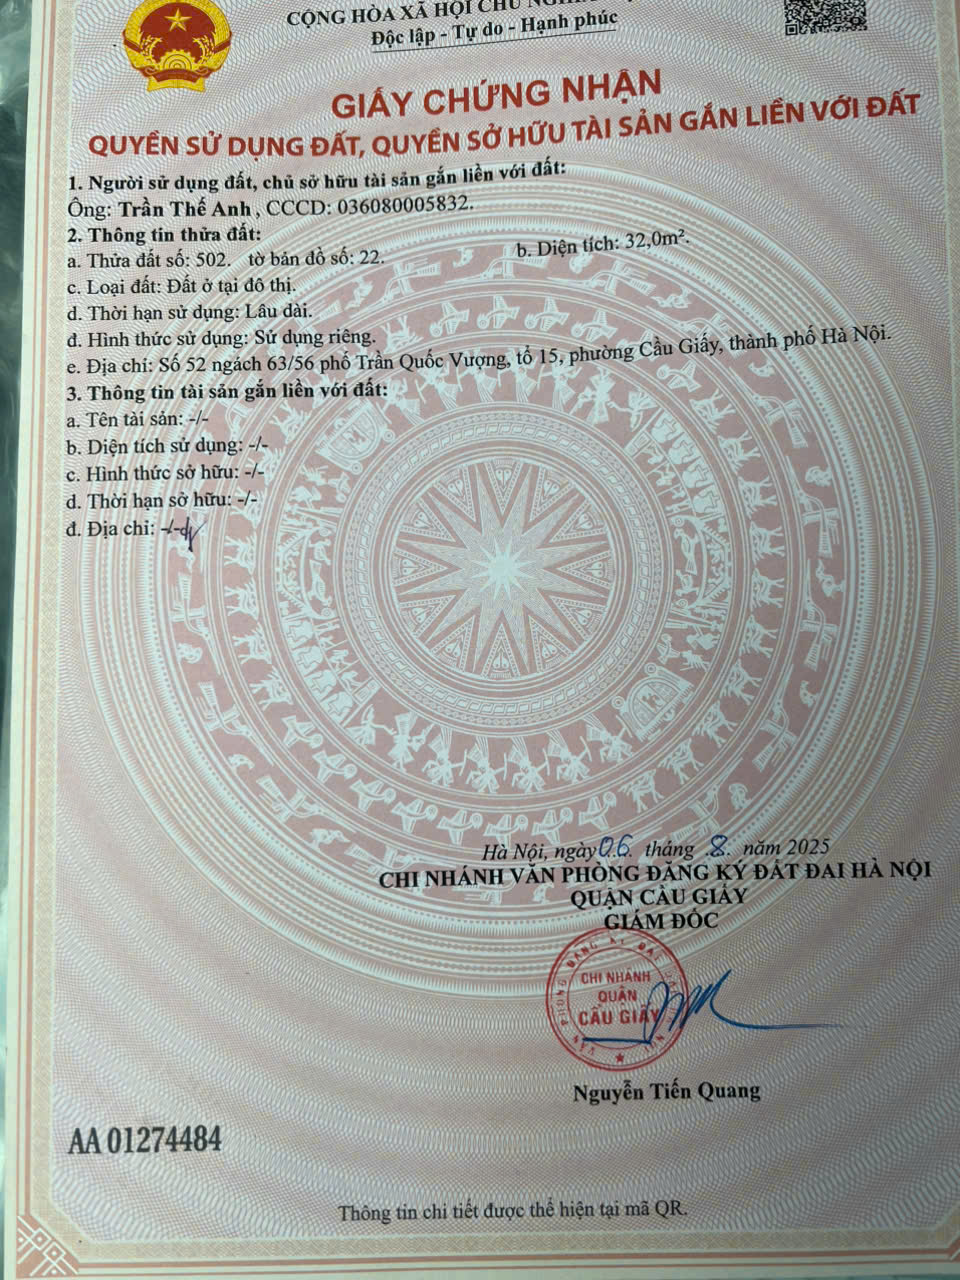 CỘNG HÒA XÃ HỘI CHỦ
Độc lập - Tự do - Hạnh phúc
GIẤY CHỨNG NHẬN
QUYỀN SỬ DỤNG ĐẤT, QUYỀN SỞ HỮU TÀI SẢN GẮN LIỀN VỚI ĐẤT
1. Người sử dụng đất, chủ sở hữu tài sản gắn liền với đất:
Ông: Trần Thế Anh, CCCD: 036080005832.
2. Thông tin thửa đất:
a. Thửa đất số: 502. tờ bản đồ số: 22. b. Diện tích: 32,0m².
c. Loại đất: Đất ở tại đô thị.
d. Thời hạn sử dụng: Lâu dài.
đ. Hình thức sử dụng: Sử dụng riêng.
e. Địa chỉ: Số 52 ngách 63/56 phố Trần Quốc Vượng, tổ 15, phường Cầu Giấy, thành phố Hà Nội.
3. Thông tin tài sản gắn liền với đất:
a. Tên tài sản: -/-
b. Diện tích sử dụng: -/-
c. Hình thức sở hữu: -/-
d. Thời hạn sở hữu: -/-
đ. Địa chỉ: -/-
Hà Nội, ngày 06. tháng .8. năm 2025
CHI NHÁNH VĂN PHÒNG ĐĂNG KÝ ĐẤT ĐAI HÀ NỘI
QUẬN CẦU GIẤY
GIÁM ĐỐC
VĂN PHÒNG ĐĂNG KÝ ĐẤT
CHI NHÁNH
QUẬN
CẦU GIẤY
Nguyễn Tiến Quang
AA 01274484
Thông tin chi tiết được thể hiện tại mã QR.